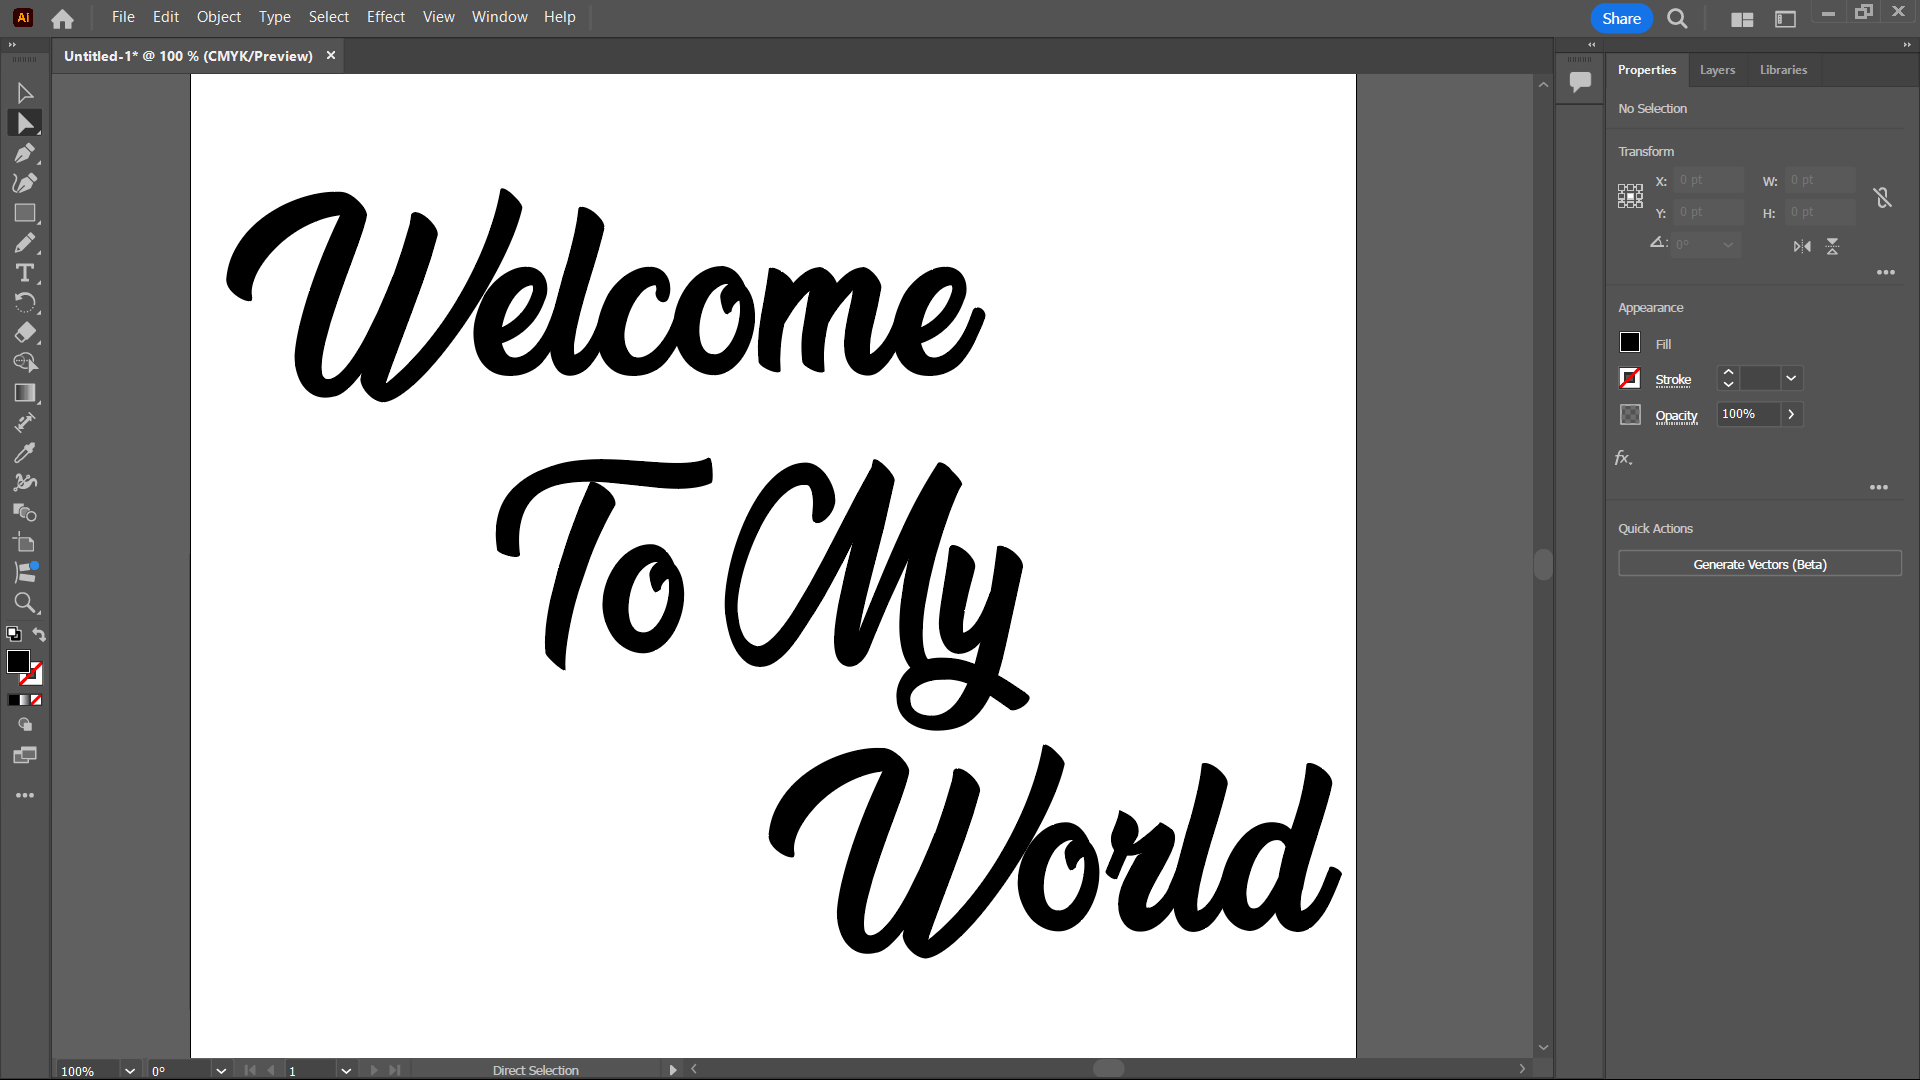 Ai File Edit Object Type Select Effect View Window Help Share
Untitled-1* @ 100 % (CMYK/Preview) ×
Properties Layers Libraries
No Selection
Transform
X: 0 pt W: 0 pt
Y: 0 pt H: 0 pt
0°
Appearance
Fill
Stroke
Opacity 100%
fx.
Quick Actions
Generate Vectors (Beta)
Welcome
To My
World
100% 0° 1 Direct Selection